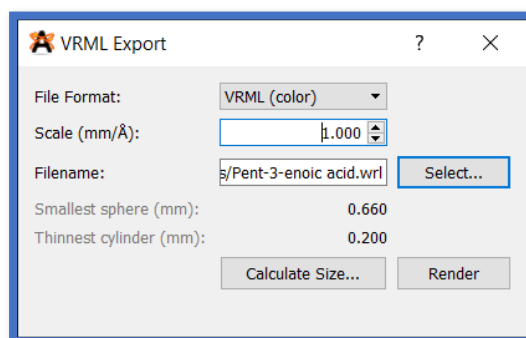 VRML Export ?
File Format: VRML (color)
Scale (mm/Å): 1.000
Filename: s/Pent-3-enoic acid.wrl Select...
Smallest sphere (mm): 0.660
Thinnest cylinder (mm): 0.200
Calculate Size... Render